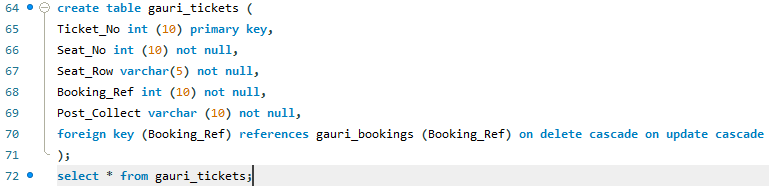 64 create table gauri_tickets (
65 Ticket_No int (10) primary key,
66 Seat_No int (10) not null,
67 Seat_Row varchar(5) not null,
68 Booking_Ref int (10) not null,
69 Post_Collect varchar (10) not null,
70 foreign key (Booking_Ref) references gauri_bookings (Booking_Ref) on delete cascade on update cascade
71 );
72 select * from gauri_tickets;